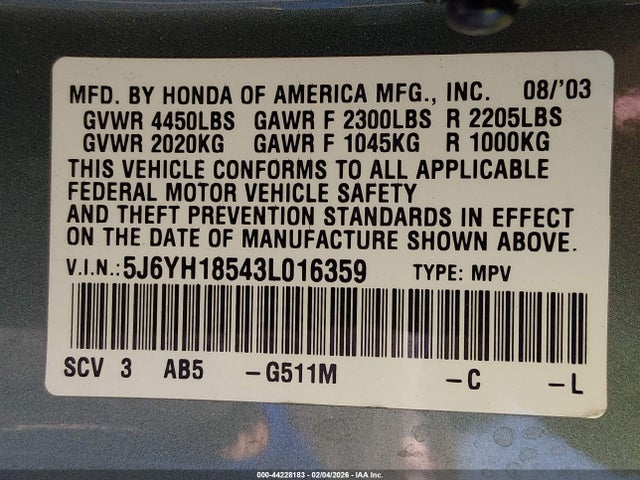 MFD. BY HONDA OF AMERICA MFG., INC. 08/'03
GVWR 4450LBS GAWR F 2300LBS R 2205LBS
GVWR 2020KG GAWR F 1045KG R 1000KG
THIS VEHICLE CONFORMS TO ALL APPLICABLE
FEDERAL MOTOR VEHICLE SAFETY
AND THEFT PREVENTION STANDARDS IN EFFECT
ON THE DATE OF MANUFACTURE SHOWN ABOVE.
V.I.N.:5J6YH18543L016359 TYPE: MPV
SCV 3 AB5 -G511M -C -L
000-44228183 - 02/04/2026 - IAA Inc.